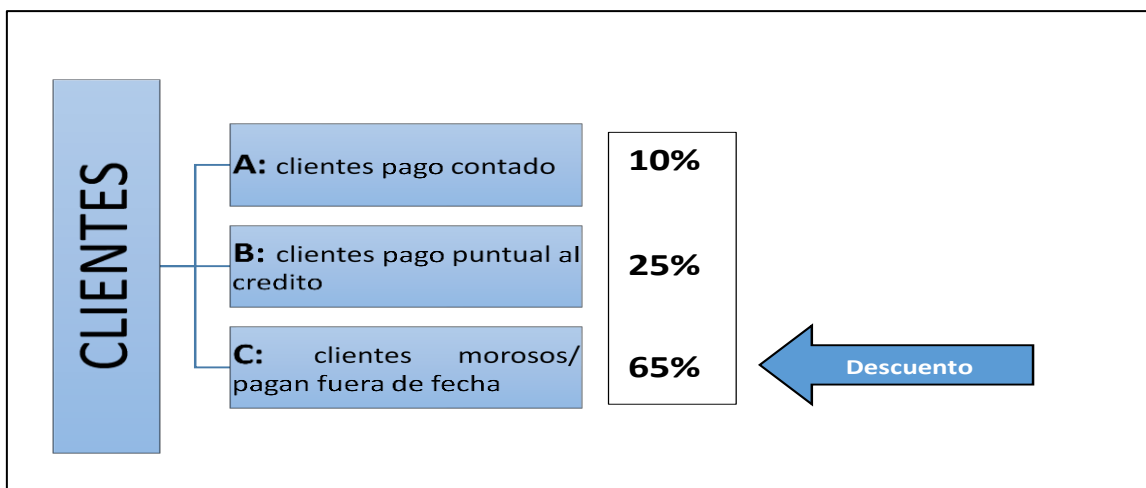 CLIENTES
A: clientes pago contado
10%
B: clientes pago puntual al
credito
25%
C: clientes morosos/
pagan fuera de fecha
65%
Descuento